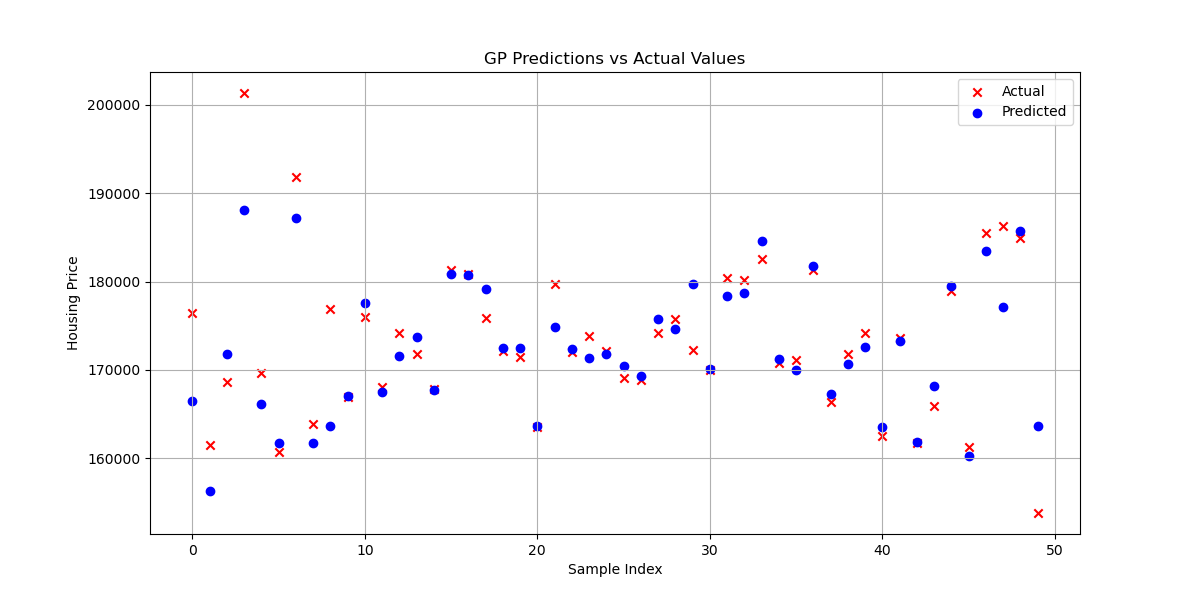 GP Predictions vs Actual Values
Actual
Predicted
Housing Price
200000
190000
180000
170000
160000
0 10 20 30 40 50
Sample Index